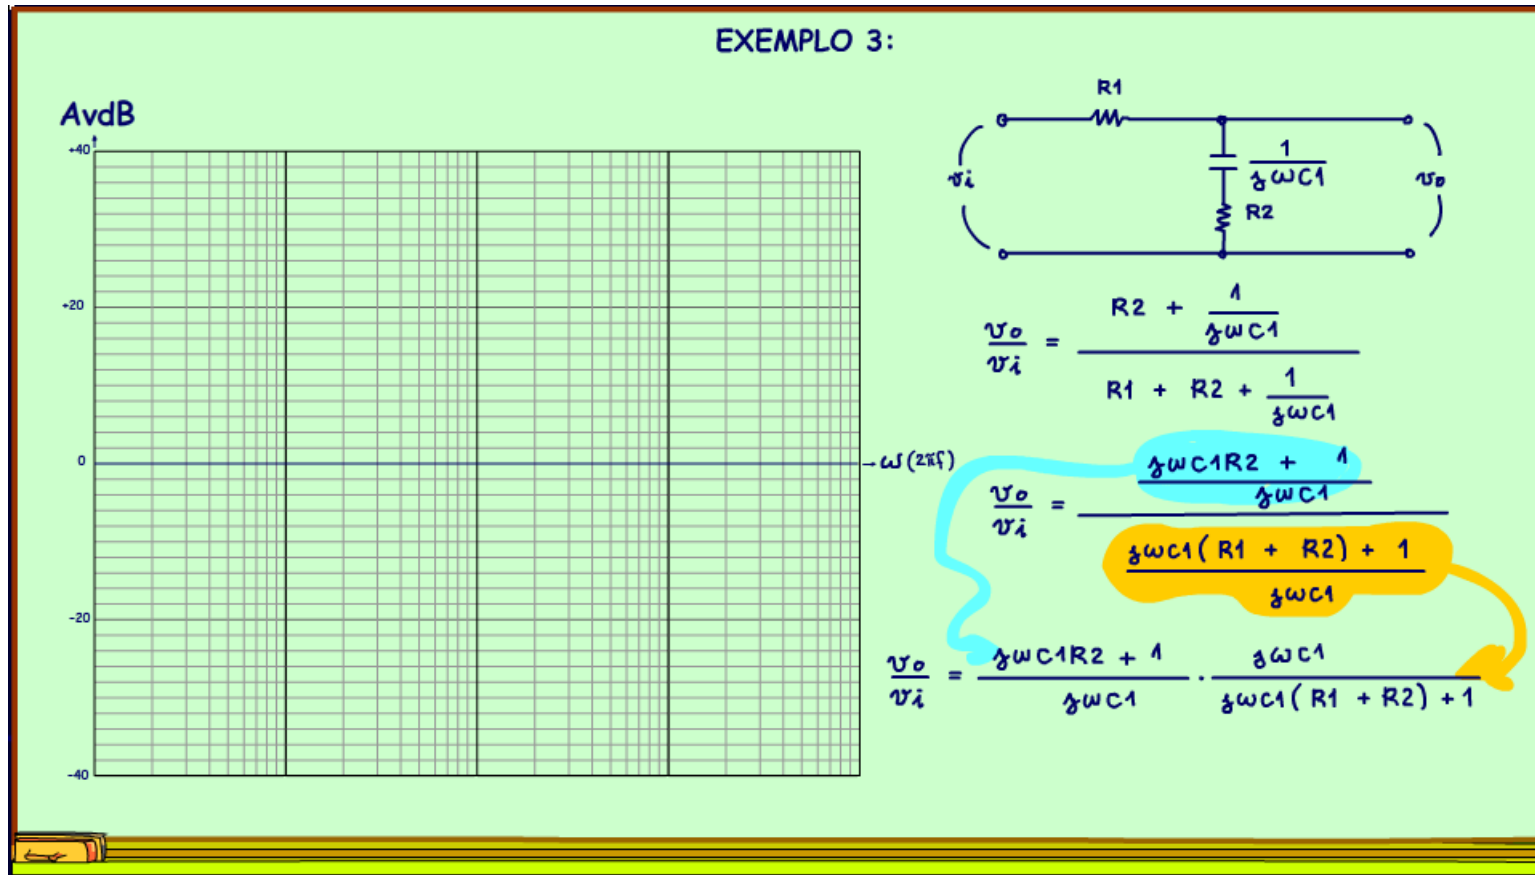 EXEMPLO 3:
AvdB
+40
+20
0
-20
-40
→ω(2πf)
R1
vi
1
jωC1
R2
vo
vo/vi = (R2 + 1/jωC1) / (R1 + R2 + 1/jωC1)
vo/vi = ((jωC1R2 + 1)/jωC1) / ((jωC1(R1 + R2) + 1)/jωC1)
vo/vi = (jωC1R2 + 1)/jωC1 · jωC1/(jωC1(R1 + R2) + 1)